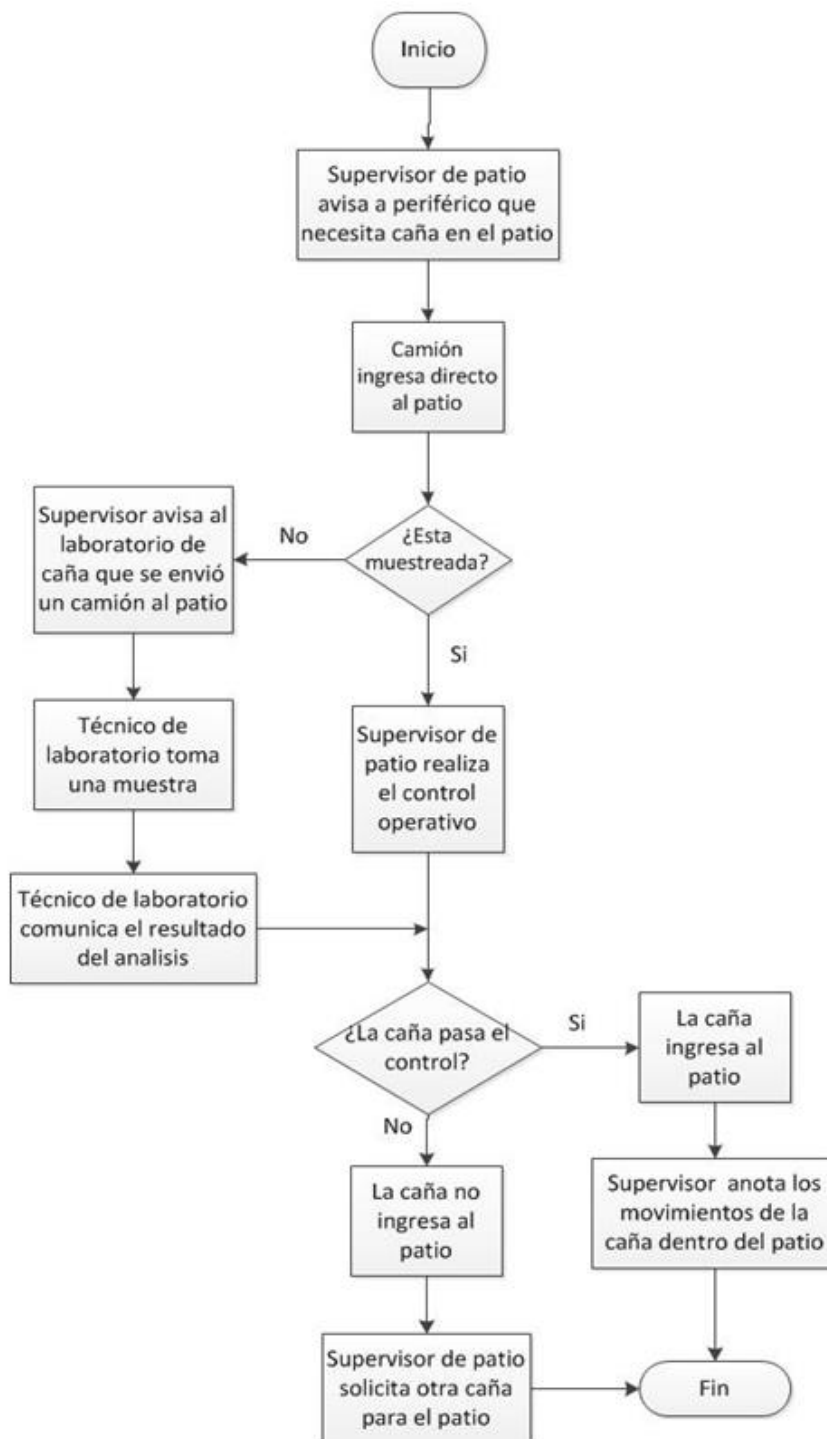 Inicio
Supervisor de patio
avisa a periférico que
necesita caña en el patio
Camión
ingresa directo
al patio
¿Esta
muestreada?
No
Si
Supervisor avisa al
laboratorio de
caña que se envió
un camión al patio
Técnico de
laboratorio toma
una muestra
Técnico de laboratorio
comunica el resultado
del analisis
Supervisor de
patio realiza
el control
operativo
¿La caña pasa el
control?
Si
No
La caña
ingresa al
patio
Supervisor anota los
movimientos de la
caña dentro del patio
La caña no
ingresa al
patio
Supervisor de patio
solicita otra caña
para el patio
Fin